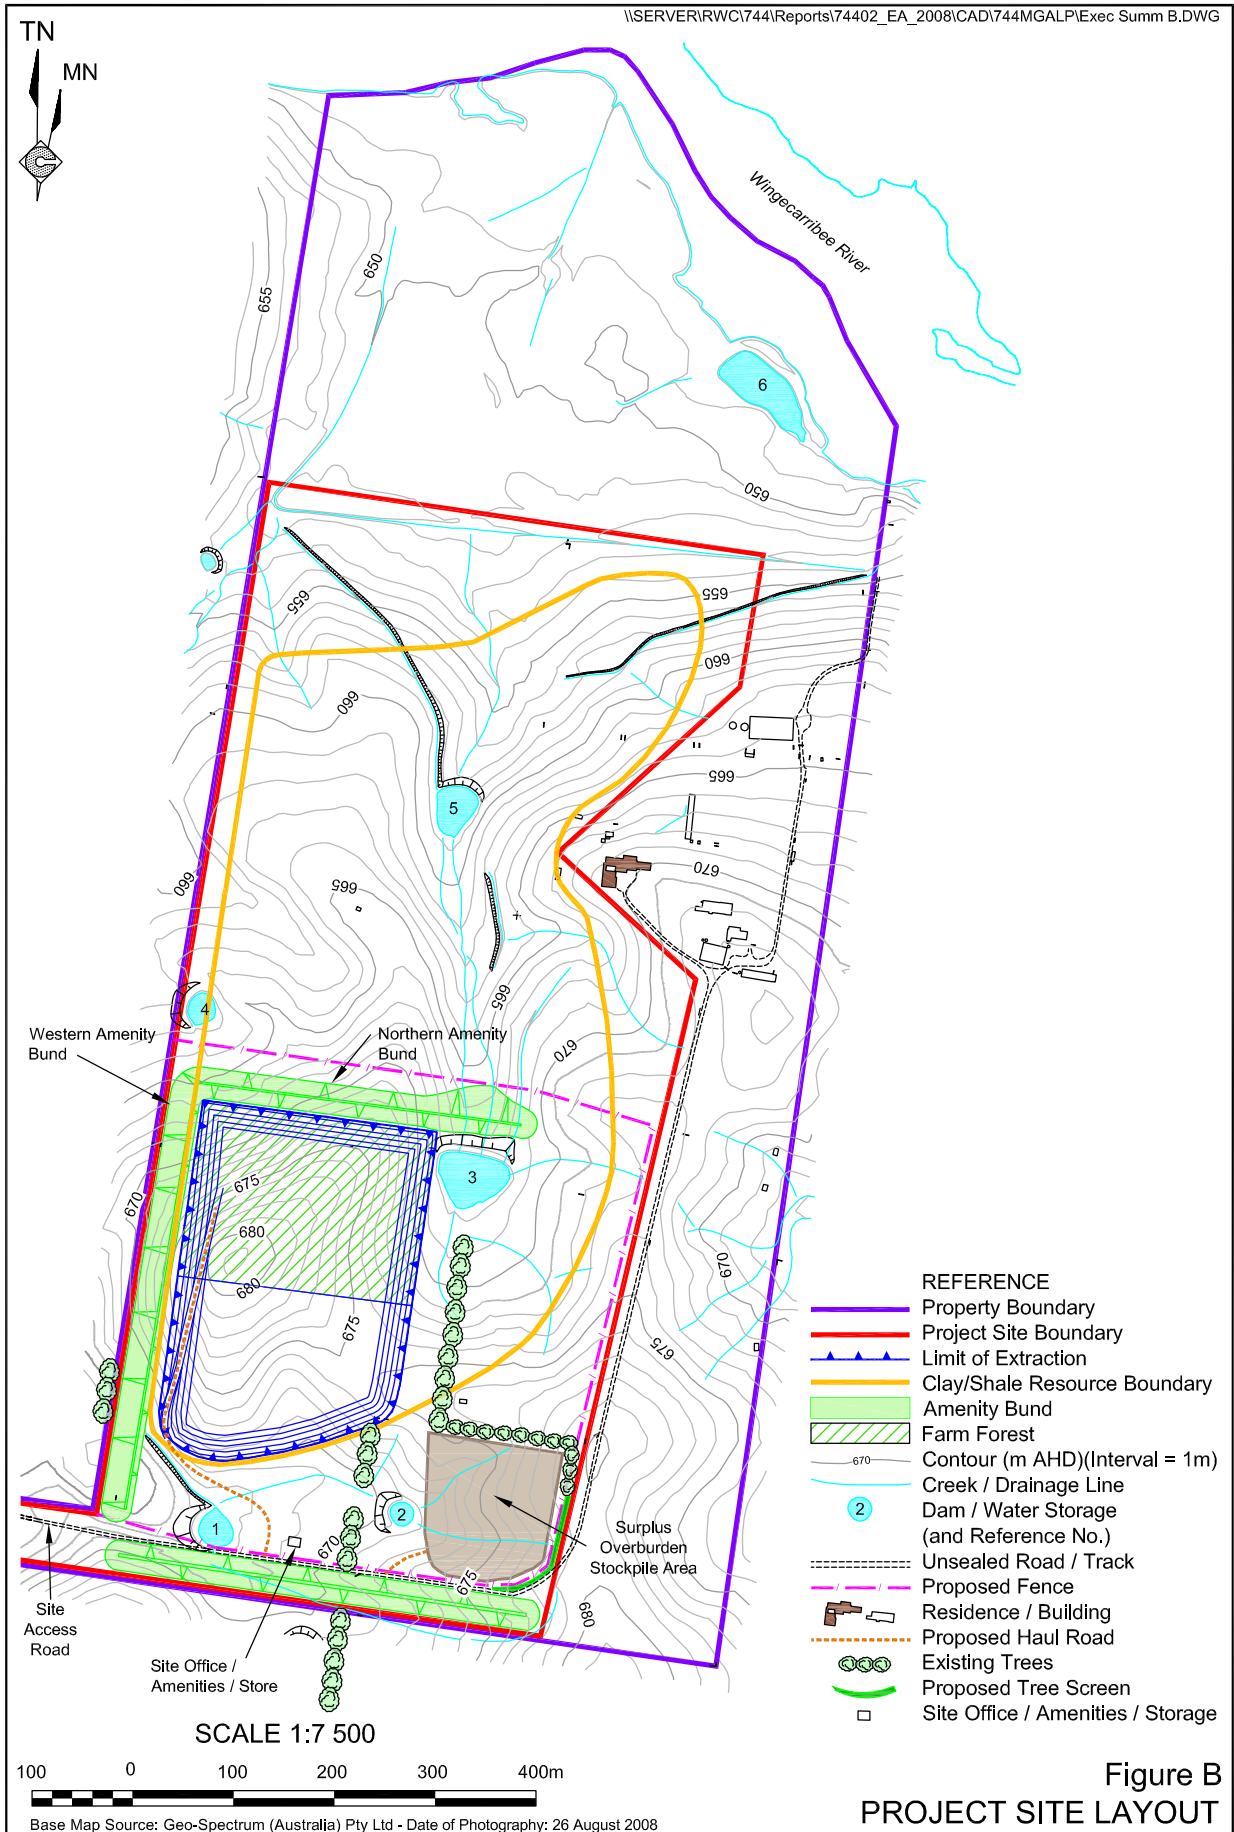 \\SERVER\RWC\744\Reports\74402_EA_2008\CAD\744MGALP\Exec Summ B.DWG
TN
MN
Wingecarribee River
650
655
6
650
655
655
660
660
665
5
670
660
665
4
665
Western Amenity
Bund
Northern Amenity
Bund
670
3
675
670
680
680
670
675
675
REFERENCE
Property Boundary
Project Site Boundary
Limit of Extraction
Clay/Shale Resource Boundary
Amenity Bund
Farm Forest
670
Contour (m AHD)(Interval = 1m)
Creek / Drainage Line
2
Dam / Water Storage
(and Reference No.)
Unsealed Road / Track
Proposed Fence
Residence / Building
Proposed Haul Road
Existing Trees
Proposed Tree Screen
Site Office / Amenities / Storage
1
2
670
675
680
Surplus
Overburden
Stockpile Area
Site
Access
Road
Site Office /
Amenities / Store
SCALE 1:7 500
100 0 100 200 300 400m
Base Map Source: Geo-Spectrum (Australia) Pty Ltd - Date of Photography: 26 August 2008
Figure B
PROJECT SITE LAYOUT